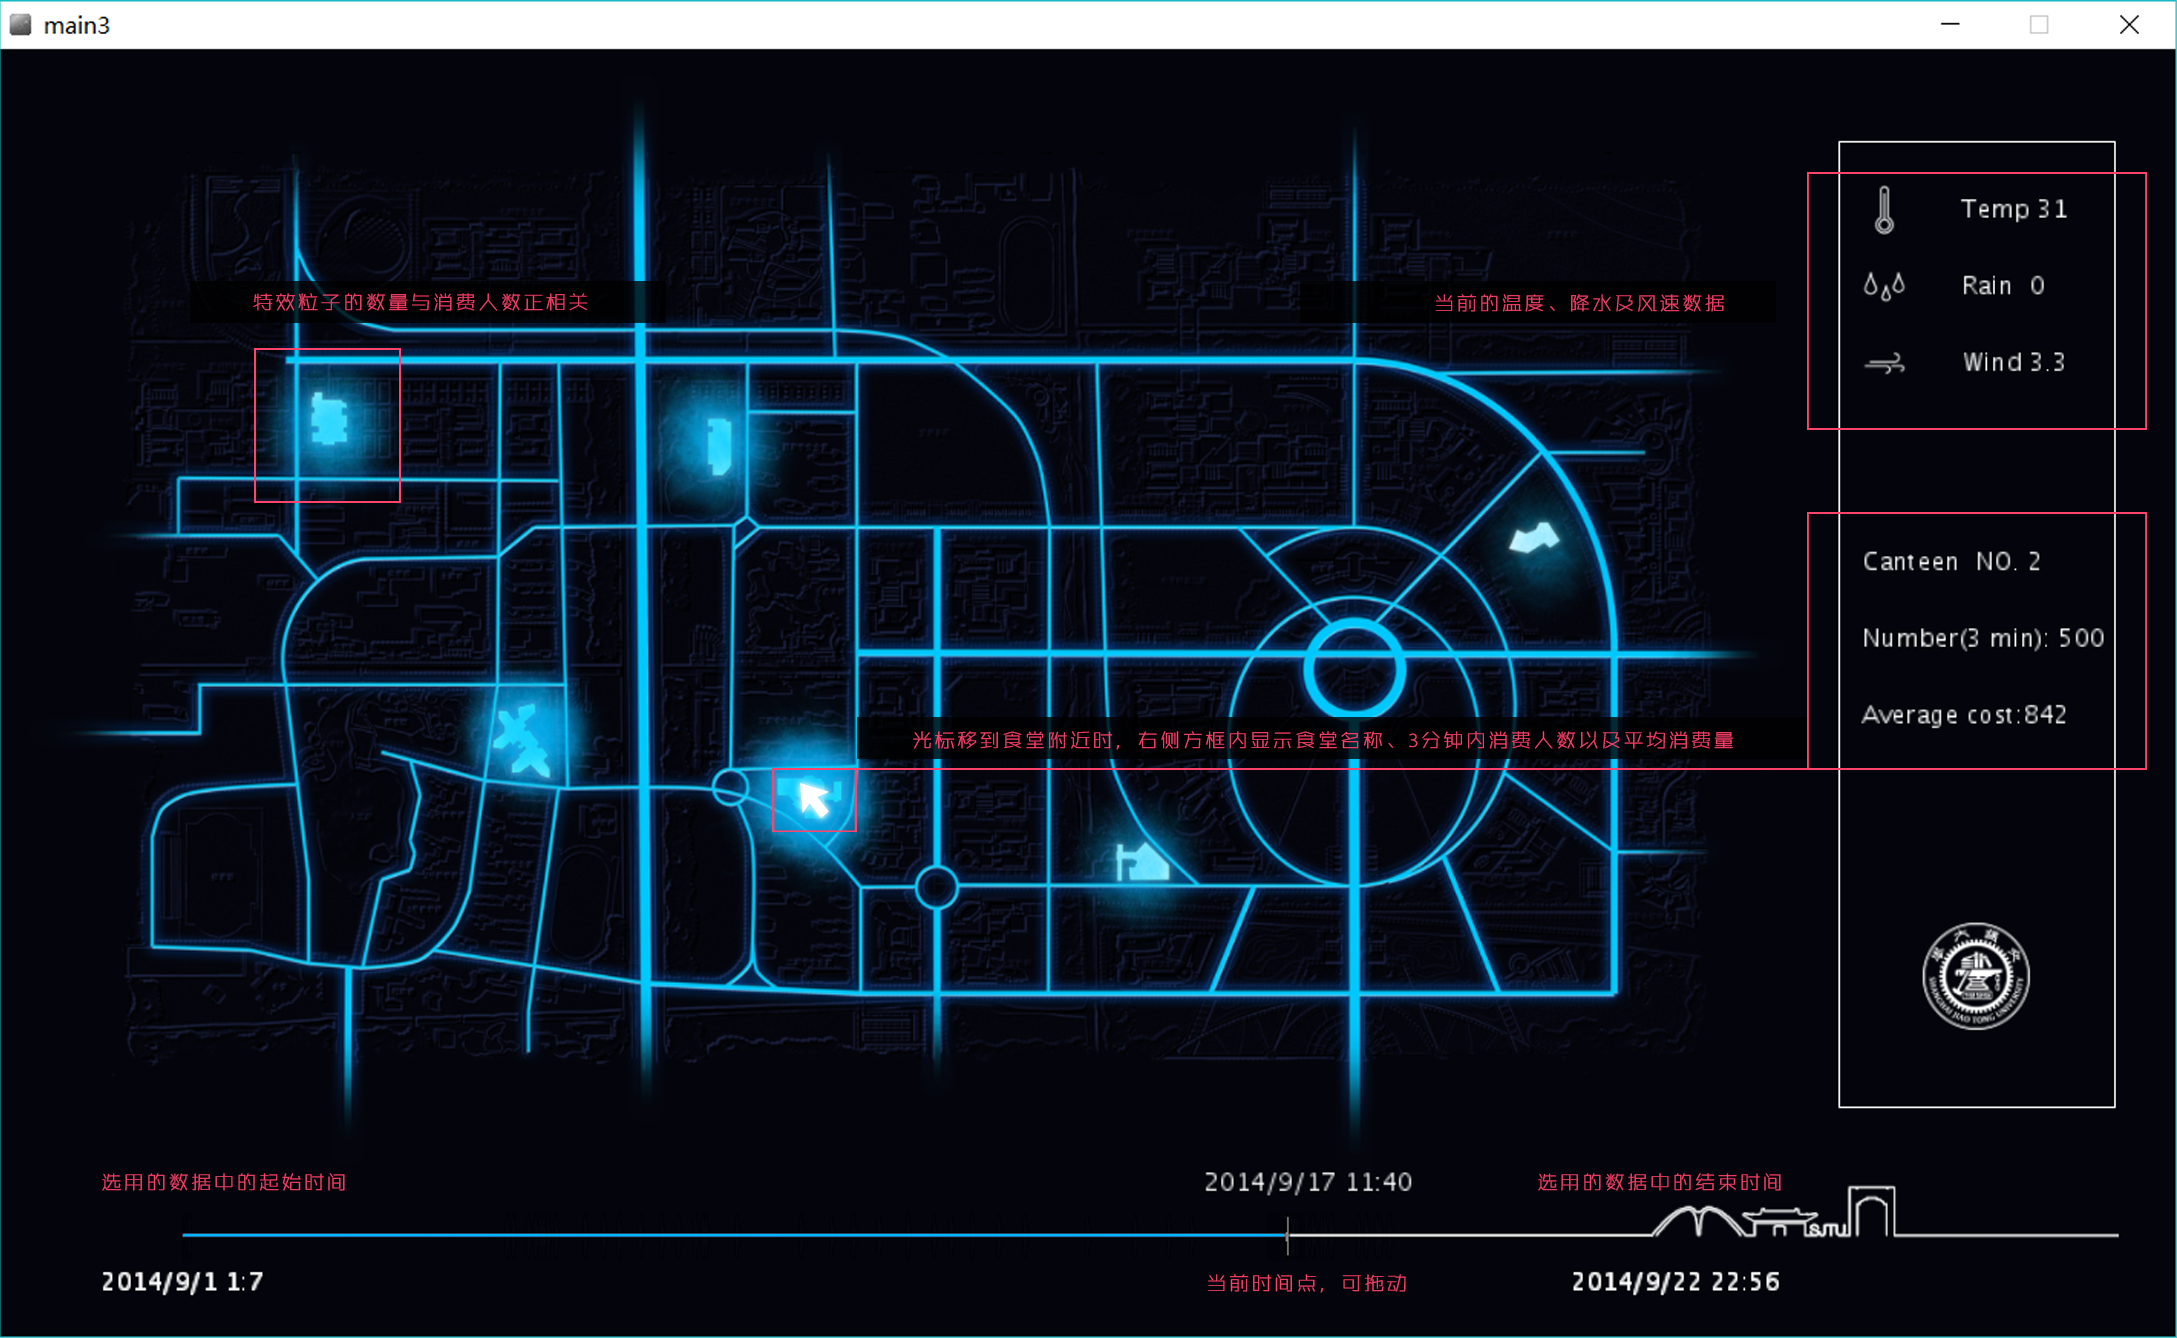 main3
Temp 31
特效粒子的数量与消费人数正相关
当前的温度、降水及风速数据
Rain 0
Wind 3.3
Canteen NO. 2
Number(3 min): 500
Average cost:842
光标移到食堂附近时，右侧方框内显示食堂名称、3分钟内消费人数以及平均消费量
SHANGHAI JIAO TONG UNIVERSITY
选用的数据中的起始时间
2014/9/17 11:40
选用的数据中的结束时间
2014/9/1 1:7
当前时间点，可拖动
2014/9/22 22:56